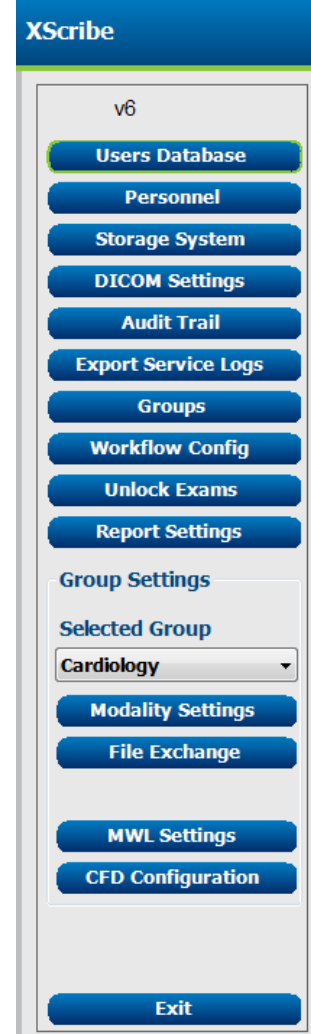 XScribe
v6
Users Database
Personnel
Storage System
DICOM Settings
Audit Trail
Export Service Logs
Groups
Workflow Config
Unlock Exams
Report Settings
Group Settings
Selected Group
Cardiology
Modality Settings
File Exchange
MWL Settings
CFD Configuration
Exit